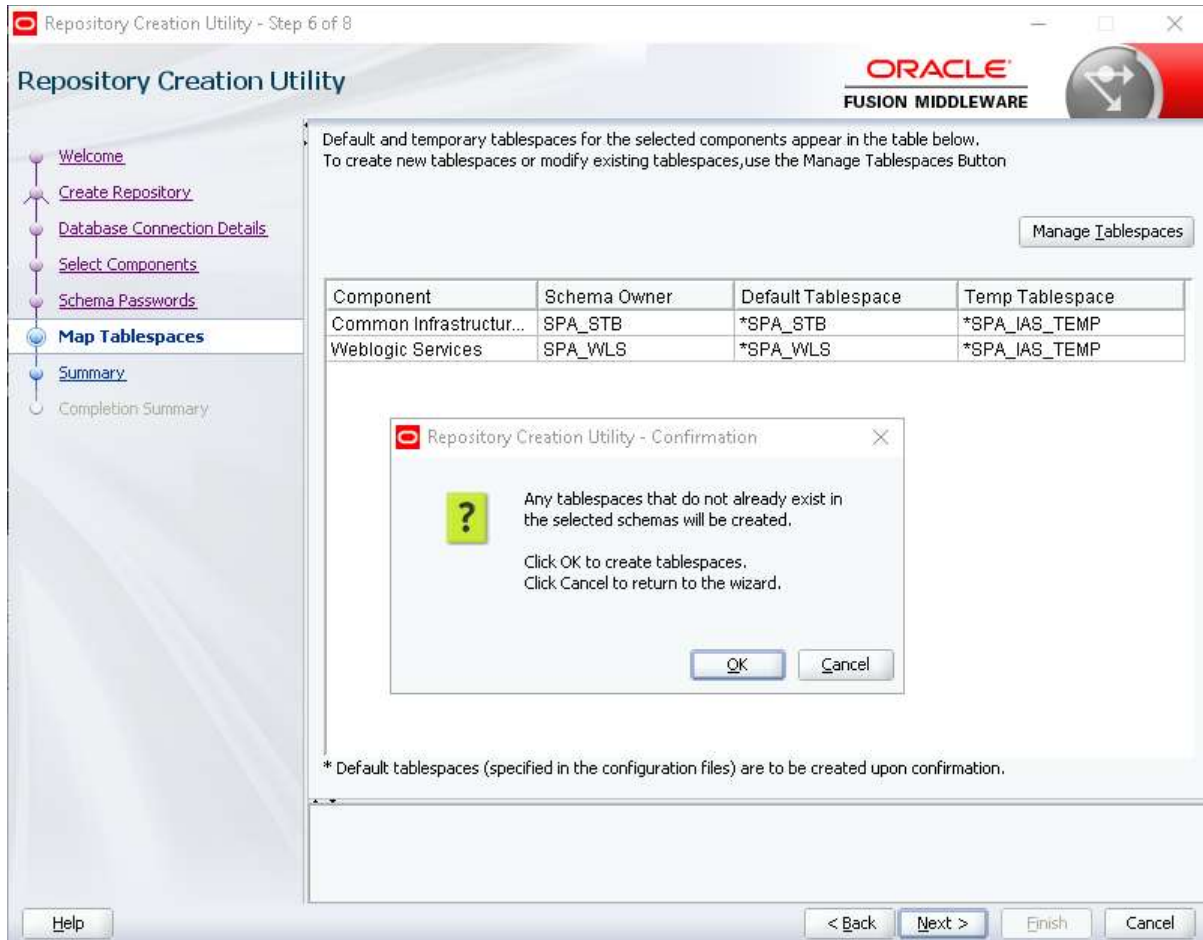 Repository Creation Utility - Step 6 of 8
Repository Creation Utility
ORACLE
FUSION MIDDLEWARE
Welcome
Create Repository
Database Connection Details
Select Components
Schema Passwords
Map Tablespaces
Summary
Completion Summary
Default and temporary tablespaces for the selected components appear in the table below.
To create new tablespaces or modify existing tablespaces,use the Manage Tablespaces Button
Manage Tablespaces
Component Schema Owner Default Tablespace Temp Tablespace
Common Infrastructur... SPA_STB *SPA_STB *SPA_IAS_TEMP
Weblogic Services SPA_WLS *SPA_WLS *SPA_IAS_TEMP
Repository Creation Utility - Confirmation
?
Any tablespaces that do not already exist in
the selected schemas will be created.
Click OK to create tablespaces.
Click Cancel to return to the wizard.
OK Cancel
* Default tablespaces (specified in the configuration files) are to be created upon confirmation.
Help < Back Next > Finish Cancel